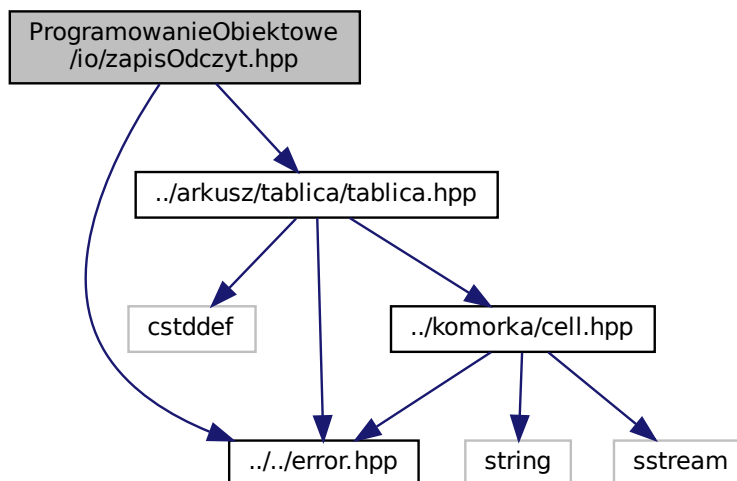 ProgramowanieObiektowe
/io/zapisOdczyt.hpp
../arkusz/tablica/tablica.hpp
cstddef
../komorka/cell.hpp
../../error.hpp
string
sstream